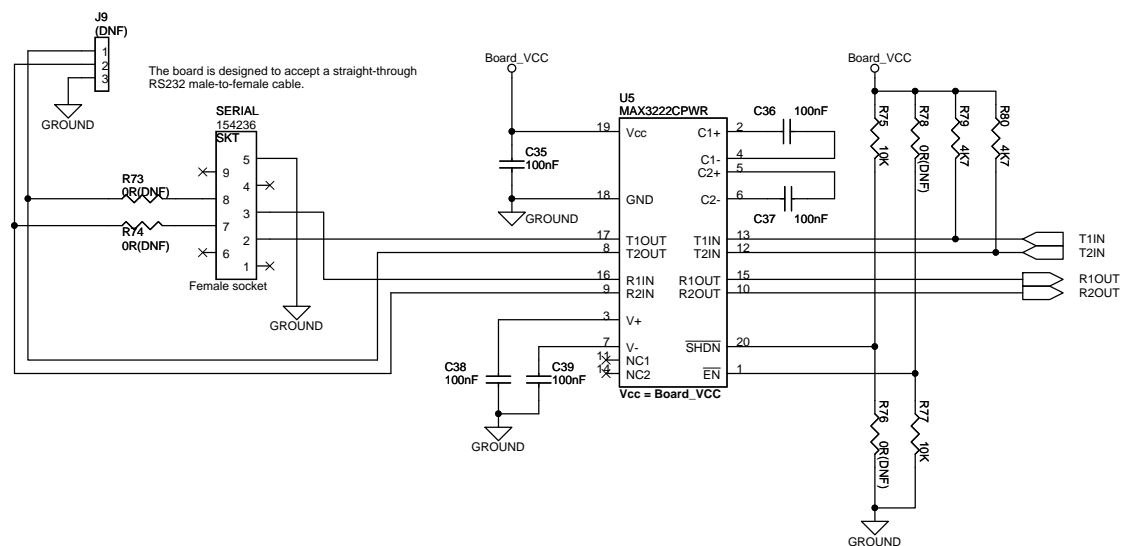 J9
(DNF)
1
2
3
GROUND
The board is designed to accept a straight-through
RS232 male-to-female cable.
SERIAL
154236
SKT
5
9
4
8
3
7
2
6
1
Female socket
GROUND
R73
0R(DNF)
R74
0R(DNF)
Board_VCC
C35
100nF
GROUND
U5
MAX3222CPWR
19 Vcc
18 GND
17 T1OUT
8 T2OUT
16 R1IN
9 R2IN
3 V+
7 V-
11 NC1
14 NC2
C1+ 2
C1- 4
C2+ 5
C2- 6
T1IN 13
T2IN 12
R1OUT 15
R2OUT 10
SHDN 20
EN 1
Vcc = Board_VCC
C36 100nF
C37 100nF
C38
100nF
C39
100nF
GROUND
Board_VCC
R75
10K
R78
0R(DNF)
R79
4K7
R80
4K7
T1IN
T2IN
R1OUT
R2OUT
R76
0R(DNF)
R77
10K
GROUND